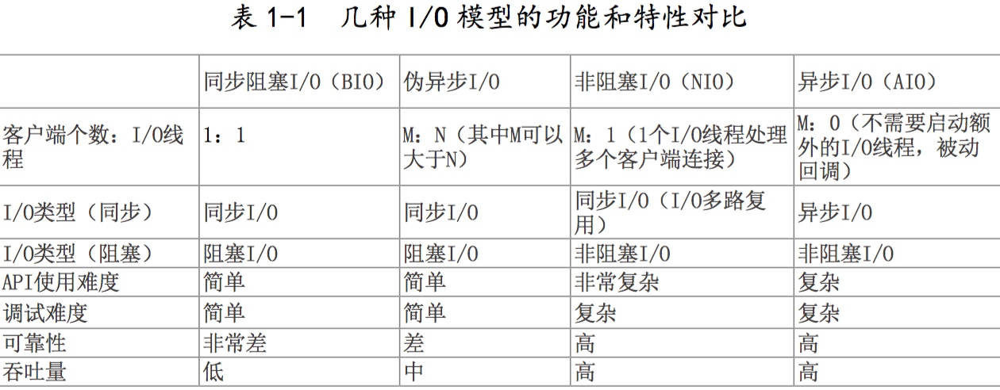 表 1-1 几种 I/O 模型的功能和特性对比
同步阻塞I/O（BIO） 伪异步I/O 非阻塞I/O（NIO） 异步I/O（AIO）
客户端个数：I/O线程 1：1 M：N（其中M可以大于N） M：1（1个I/O线程处理多个客户端连接） M：0（不需要启动额外的I/O线程，被动回调）
I/O类型（同步） 同步I/O 同步I/O 同步I/O（I/O多路复用） 异步I/O
I/O类型（阻塞） 阻塞I/O 阻塞I/O 非阻塞I/O 非阻塞I/O
API使用难度 简单 简单 非常复杂 复杂
调试难度 简单 简单 复杂 复杂
可靠性 非常差 差 高 高
吞吐量 低 中 高 高